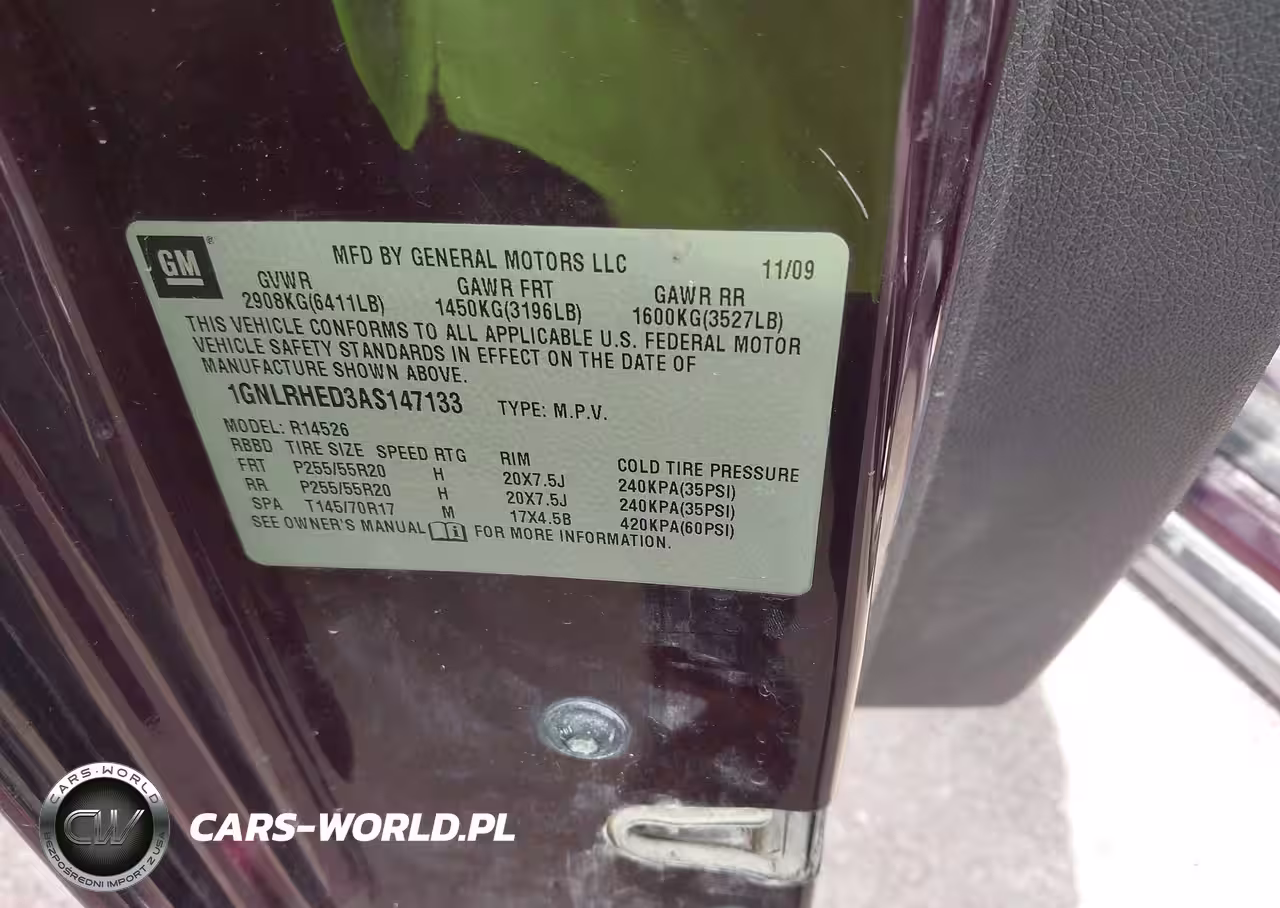 GM
MFD BY GENERAL MOTORS LLC 11/09
GVWR GAWR FRT GAWR RR
2908KG(6411LB) 1450KG(3196LB) 1600KG(3527LB)
THIS VEHICLE CONFORMS TO ALL APPLICABLE U.S. FEDERAL MOTOR
VEHICLE SAFETY STANDARDS IN EFFECT ON THE DATE OF
MANUFACTURE SHOWN ABOVE.
1GNLRHED3AS147133 TYPE: M.P.V.
MODEL: R14526
RBBD TIRE SIZE SPEED RTG RIM COLD TIRE PRESSURE
FRT P255/55R20 H 20X7.5J 240KPA(35PSI)
RR P255/55R20 H 20X7.5J 240KPA(35PSI)
SPA T145/70R17 M 17X4.5B 420KPA(60PSI)
SEE OWNER'S MANUAL FOR MORE INFORMATION.
CARS-WORLD
CW
BEZPOŚREDNI IMPORT Z USA
CARS-WORLD.PL